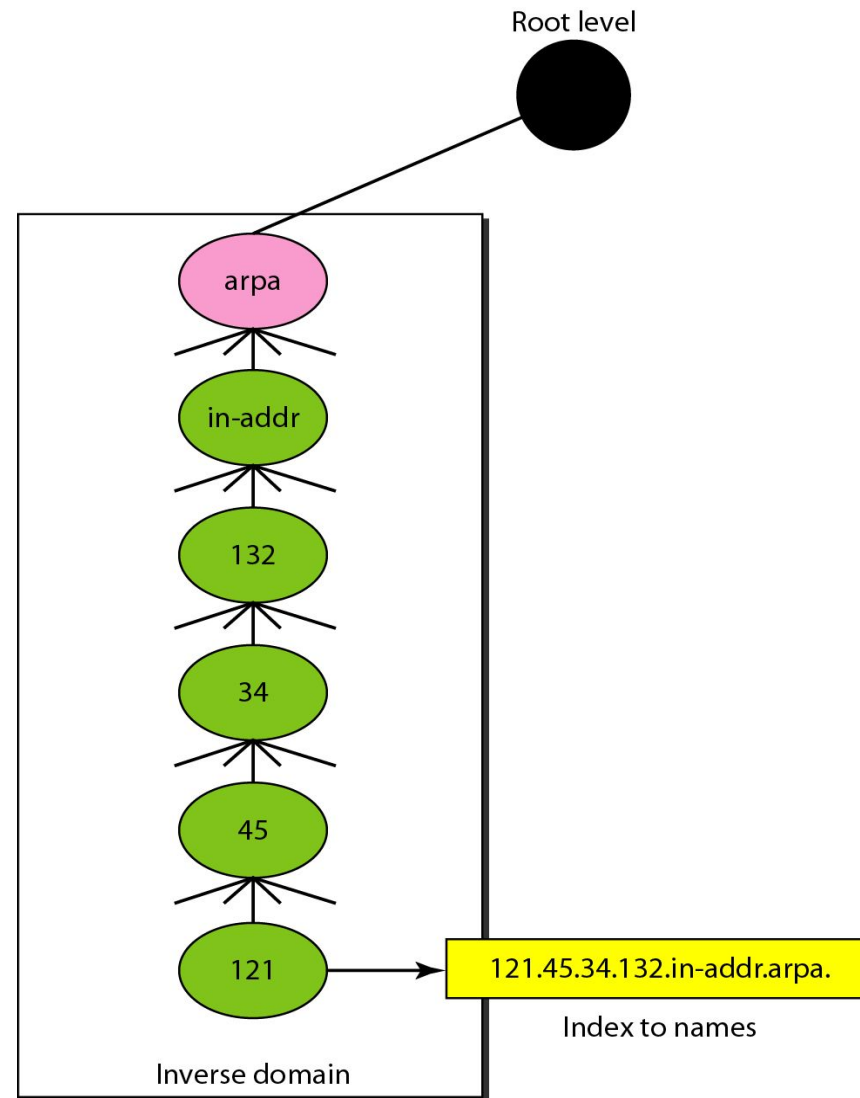 Root level
arpa
in-addr
132
34
45
121
121.45.34.132.in-addr.arpa.
Index to names
Inverse domain